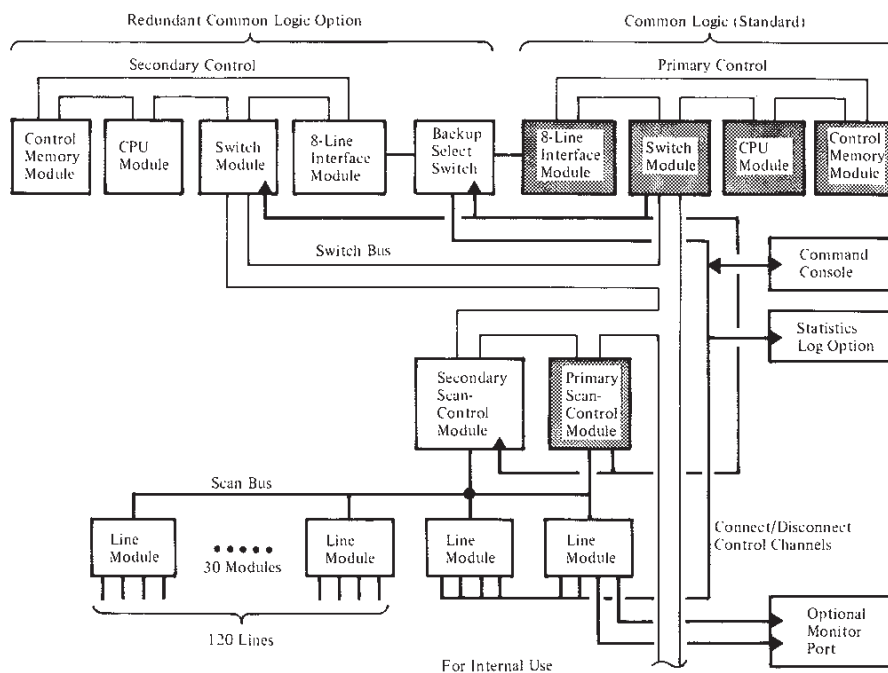 Redundant Common Logic Option
Common Logic (Standard)
Secondary Control
Primary Control
Control
Memory
Module
CPU
Module
Switch
Module
8-Line
Interface
Module
Backup
Select
Switch
8-Line
Interface
Module
Switch
Module
CPU
Module
Control
Memory
Module
Switch Bus
Command
Console
Statistics
Log Option
Secondary
Scan-
Control
Module
Primary
Scan-
Control
Module
Scan Bus
Line
Module
30 Modules
Line
Module
Line
Module
Line
Module
Connect/Disconnect
Control Channels
120 Lines
For Internal Use
Optional
Monitor
Port